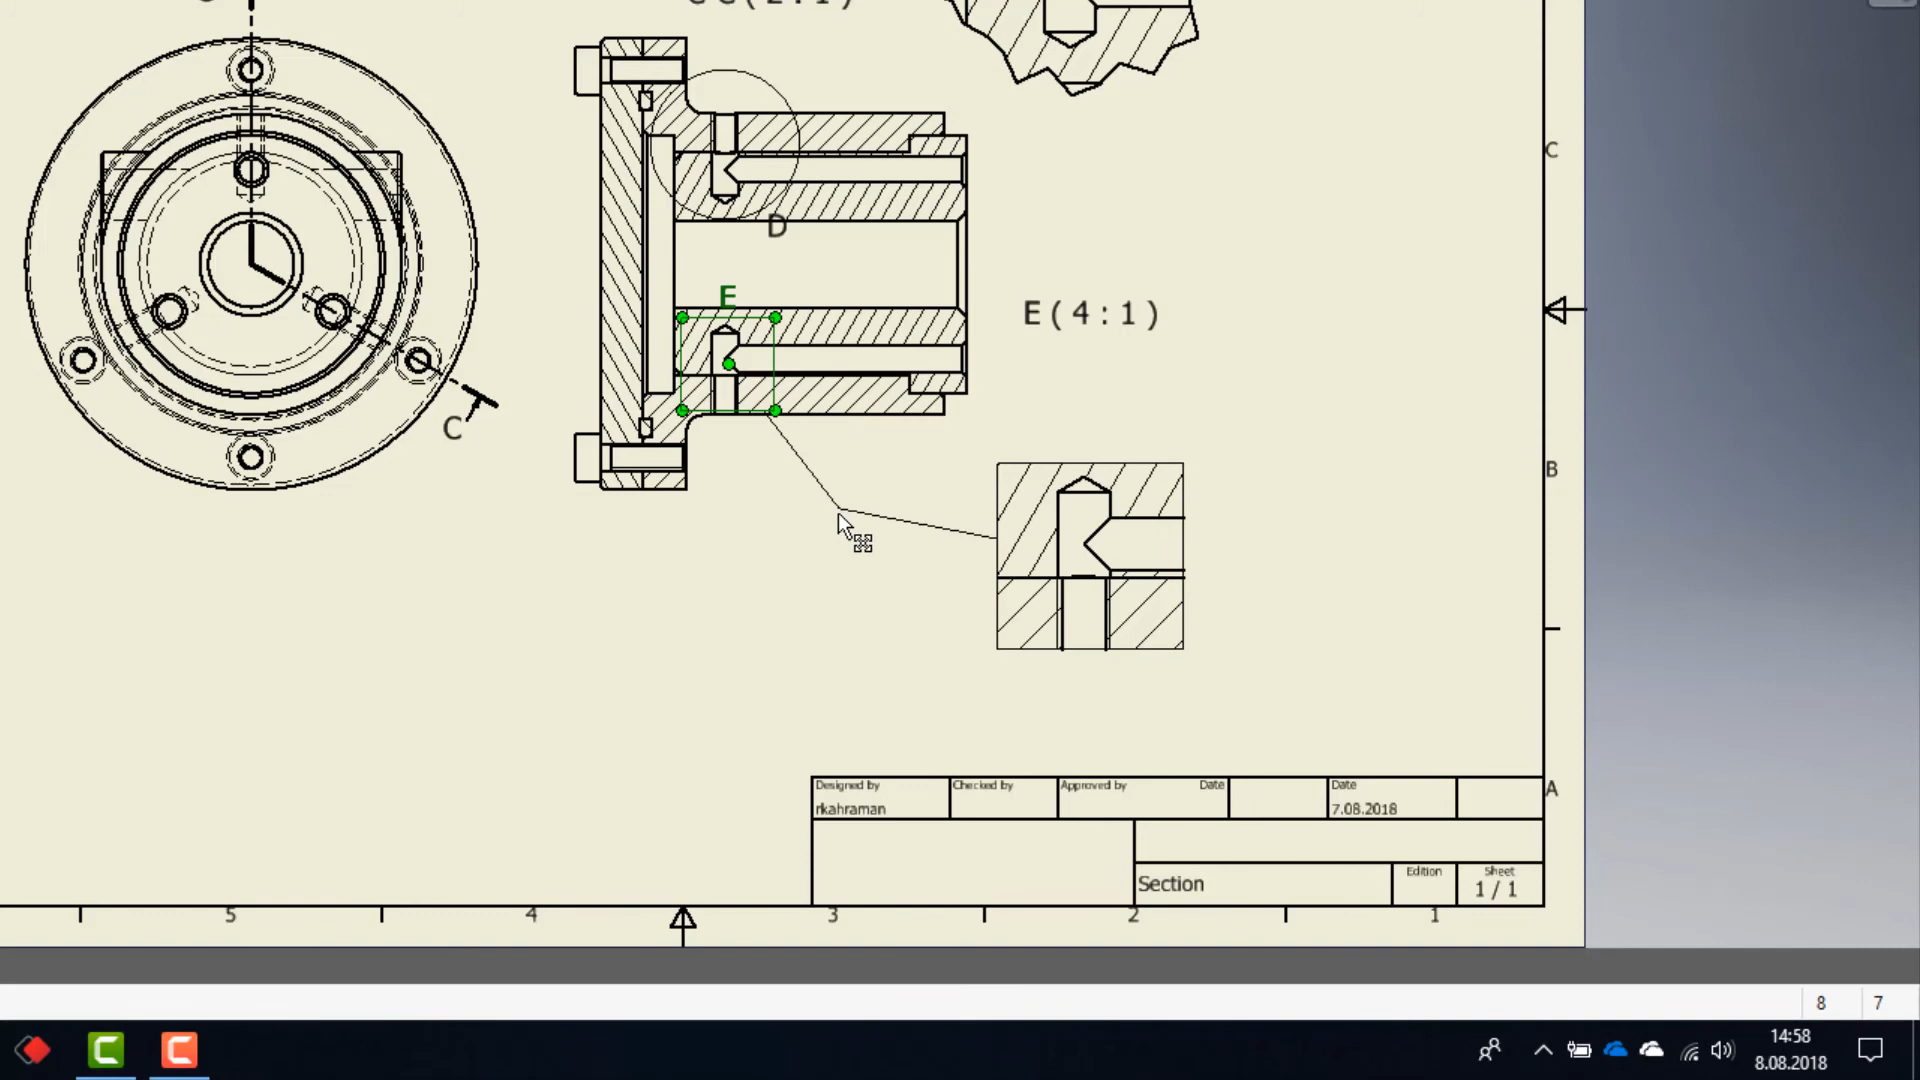 C
D
E
E ( 4 : 1 )
C
B
Designed by
rkahraman
Checked by
Approved by
Date
Date
7.08.2018
A
Section
Edition
Sheet
1 / 1
5
4
3
2
1
8
7
14:58
8.08.2018